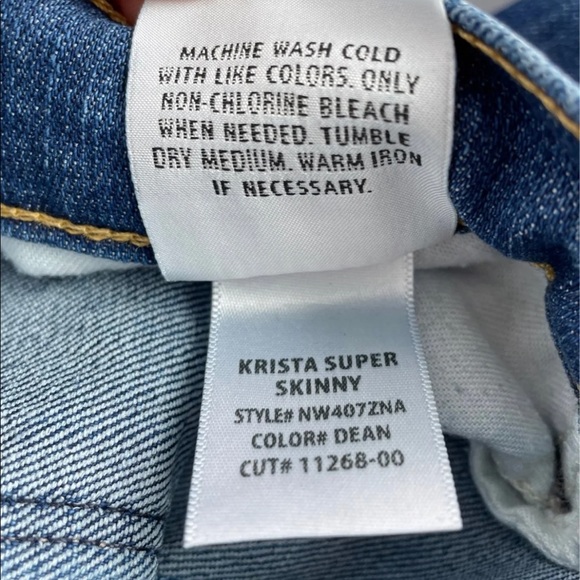 MACHINE WASH COLD
WITH LIKE COLORS. ONLY
NON-CHLORINE BLEACH
WHEN NEEDED. TUMBLE
DRY MEDIUM. WARM IRON
IF NECESSARY.
KRISTA SUPER
SKINNY
STYLE# NW407ZNA
COLOR# DEAN
CUT# 11268-00